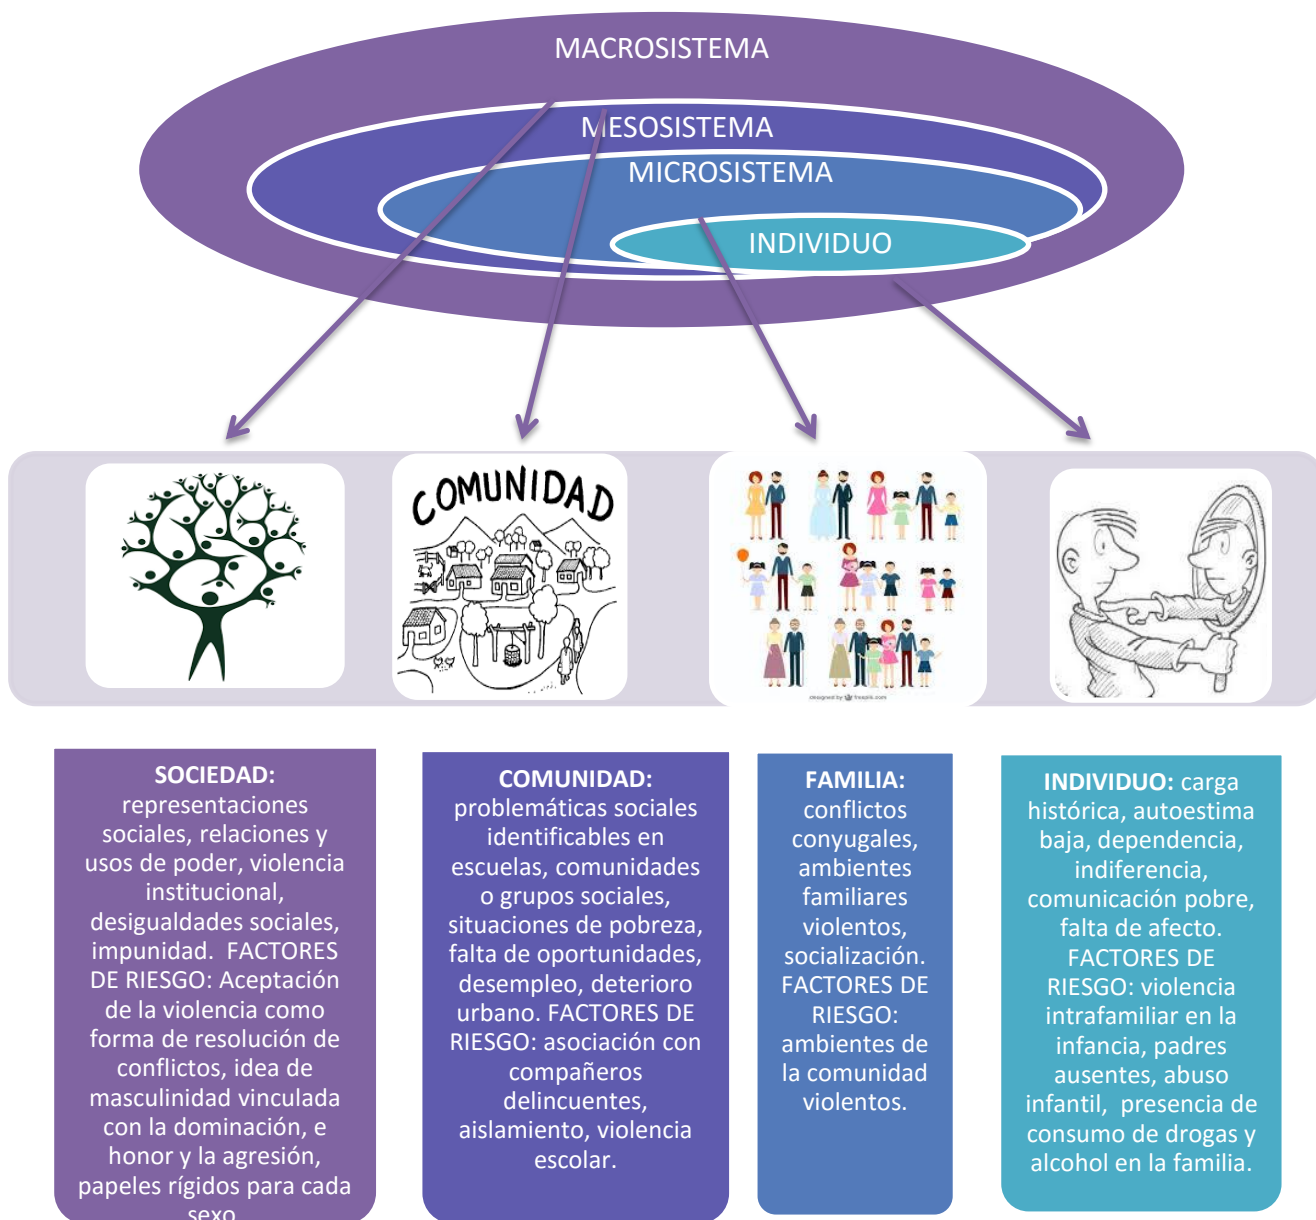 MACROSISTEMA
MESOSISTEMA
MICROSISTEMA
INDIVIDUO
COMUNIDAD
designed by freepik.com
SOCIEDAD:
representaciones
sociales, relaciones y
usos de poder, violencia
institucional,
desigualdades sociales,
impunidad. FACTORES
DE RIESGO: Aceptación
de la violencia como
forma de resolución de
conflictos, idea de
masculinidad vinculada
con la dominación, e
honor y la agresión,
papeles rígidos para cada
sexo
COMUNIDAD:
problemáticas sociales
identificables en
escuelas, comunidades
o grupos sociales,
situaciones de pobreza,
falta de oportunidades,
desempleo, deterioro
urbano. FACTORES DE
RIESGO: asociación con
compañeros
delincuentes,
aislamiento, violencia
escolar.
FAMILIA:
conflictos
conyugales,
ambientes
familiares
violentos,
socialización.
FACTORES DE
RIESGO:
ambientes de
la comunidad
violentos.
INDIVIDUO: carga
histórica, autoestima
baja, dependencia,
indiferencia,
comunicación pobre,
falta de afecto.
FACTORES DE
RIESGO: violencia
intrafamiliar en la
infancia, padres
ausentes, abuso
infantil, presencia de
consumo de drogas y
alcohol en la familia.